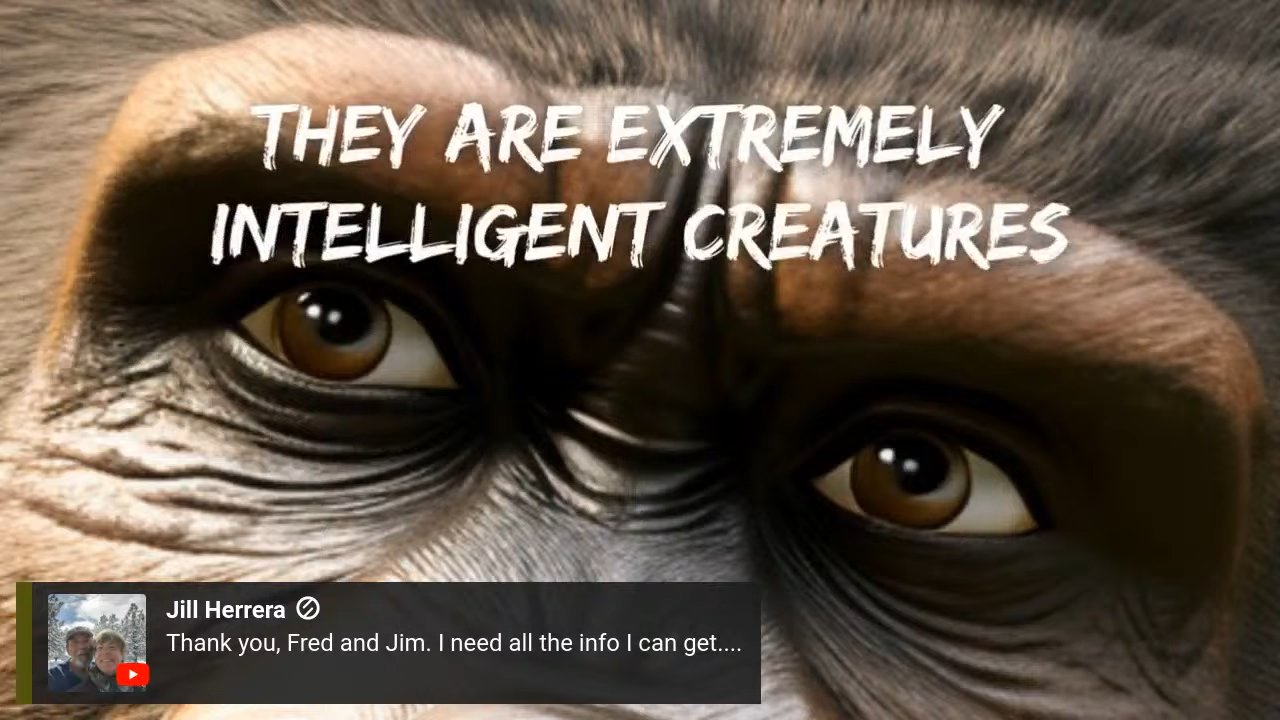 THEY ARE EXTREMELY
INTELLIGENT CREATURES
Jill Herrera
Thank you, Fred and Jim. I need all the info I can get....